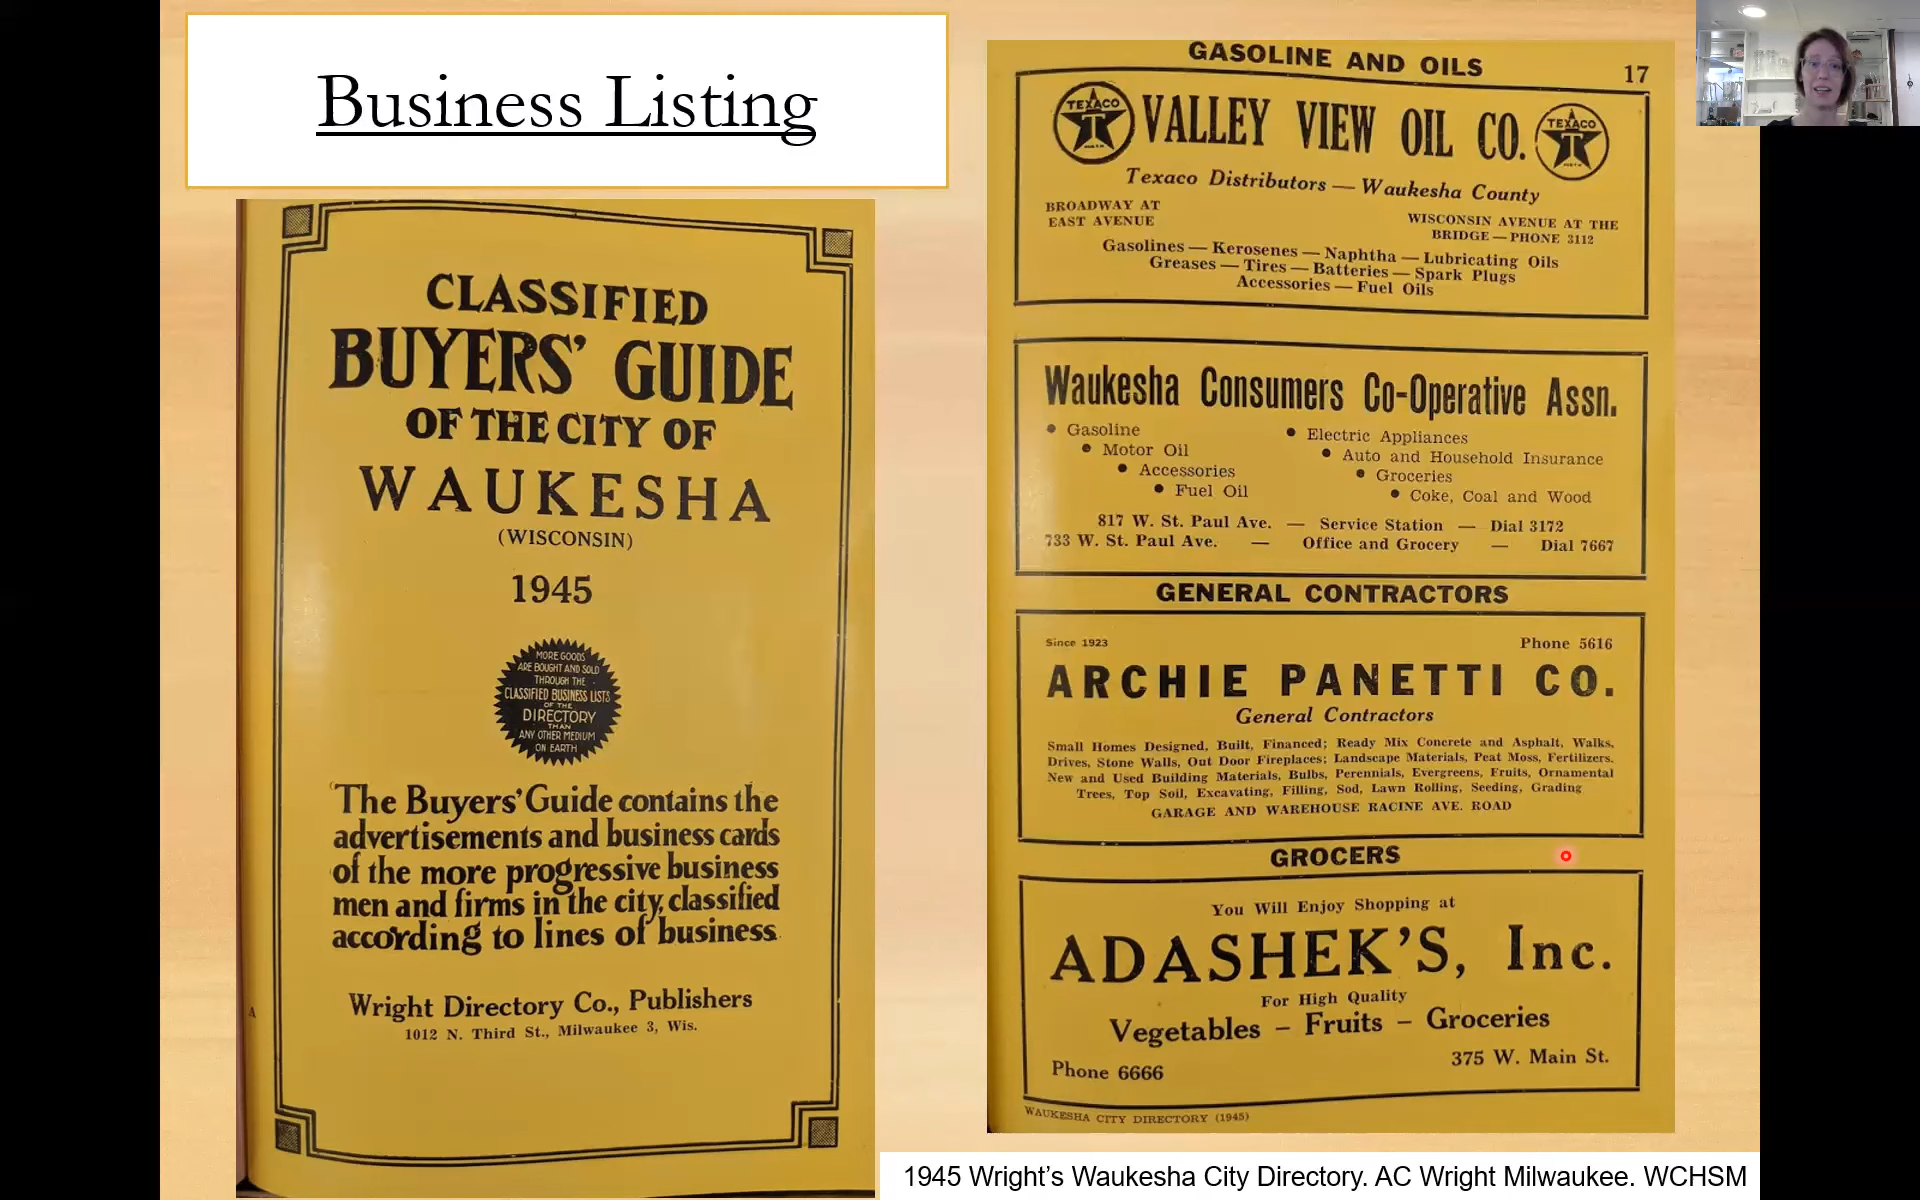 Business Listing
CLASSIFIED
BUYERS' GUIDE
OF THE CITY OF
WAUKESHA
(WISCONSIN)
1945
MORE GOODS
ARE BOUGHT AND SOLD
THROUGH THE
CLASSIFIED BUSINESS LISTS
OF THE
DIRECTORY
THAN
ANY OTHER MEDIUM
ON EARTH
The Buyers' Guide contains the
advertisements and business cards
of the more progressive business
men and firms in the city, classified
according to lines of business.
Wright Directory Co., Publishers
1012 N. Third St., Milwaukee 3, Wis.
A
GASOLINE AND OILS
17
TEXACO
T
VALLEY VIEW OIL CO.
TEXACO
T
Texaco Distributors — Waukesha County
BROADWAY AT
EAST AVENUE
WISCONSIN AVENUE AT THE
BRIDGE — PHONE 3112
Gasolines — Kerosenes — Naphtha — Lubricating Oils
Greases — Tires — Batteries — Spark Plugs
Accessories — Fuel Oils
Waukesha Consumers Co-Operative Assn.
• Gasoline
• Motor Oil
• Accessories
• Fuel Oil
• Electric Appliances
• Auto and Household Insurance
• Groceries
• Coke, Coal and Wood
817 W. St. Paul Ave. — Service Station — Dial 3172
733 W. St. Paul Ave. — Office and Grocery — Dial 7667
GENERAL CONTRACTORS
Since 1923
Phone 5616
ARCHIE PANETTI CO.
General Contractors
Small Homes Designed, Built, Financed; Ready Mix Concrete and Asphalt, Walks,
Drives, Stone Walls, Out Door Fireplaces; Landscape Materials, Peat Moss, Fertilizers.
New and Used Building Materials, Bulbs, Perennials, Evergreens, Fruits, Ornamental
Trees, Top Soil, Excavating, Filling, Sod, Lawn Rolling, Seeding, Grading
GARAGE AND WAREHOUSE RACINE AVE. ROAD
GROCERS
You Will Enjoy Shopping at
ADASHEK'S, Inc.
For High Quality
Vegetables – Fruits – Groceries
Phone 6666
375 W. Main St.
WAUKESHA CITY DIRECTORY (1945)
1945 Wright's Waukesha City Directory. AC Wright Milwaukee. WCHSM